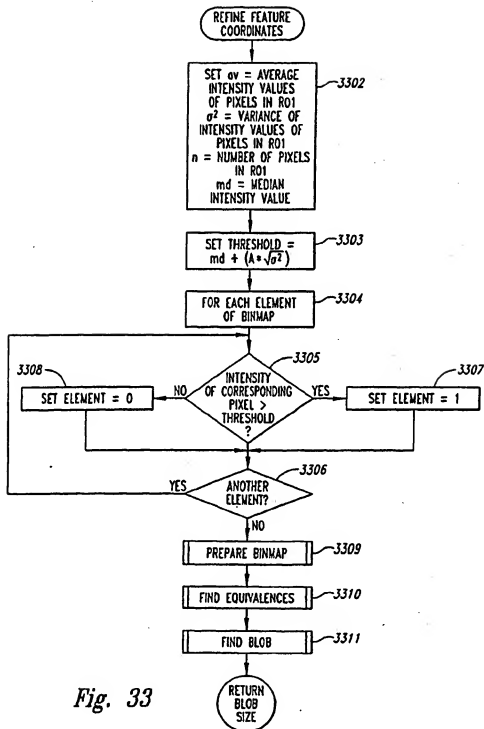 REFINE FEATURE
COORDINATES
SET av = AVERAGE
INTENSITY VALUES
OF PIXELS IN RO1
σ² = VARIANCE OF
INTENSITY VALUES OF
PIXELS IN RO1
n = NUMBER OF PIXELS
IN RO1
md = MEDIAN
INTENSITY VALUE
3302
SET THRESHOLD =
md + (A*√σ²)
3303
FOR EACH ELEMENT
OF BINMAP
3304
3305
INTENSITY
OF CORRESPONDING
PIXEL >
THRESHOLD
?
NO
YES
3308
SET ELEMENT = 0
3307
SET ELEMENT = 1
3306
ANOTHER
ELEMENT?
YES
NO
PREPARE BINMAP
3309
FIND EQUIVALENCES
3310
FIND BLOB
3311
RETURN
BLOB
SIZE
Fig. 33